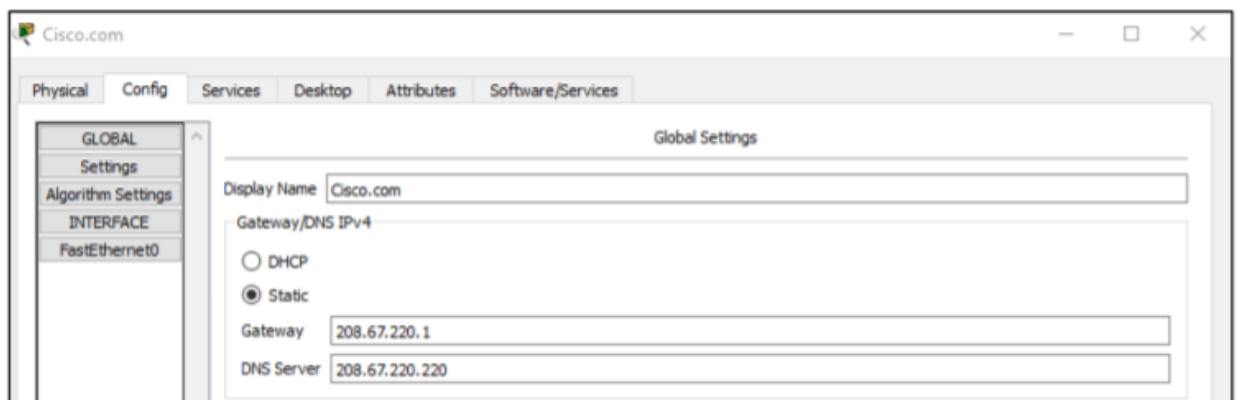 Cisco.com
Physical Config Services Desktop Attributes Software/Services
GLOBAL
Settings
Algorithm Settings
INTERFACE
FastEthernet0
Global Settings
Display Name Cisco.com
Gateway/DNS IPv4
DHCP
Static
Gateway 208.67.220.1
DNS Server 208.67.220.220